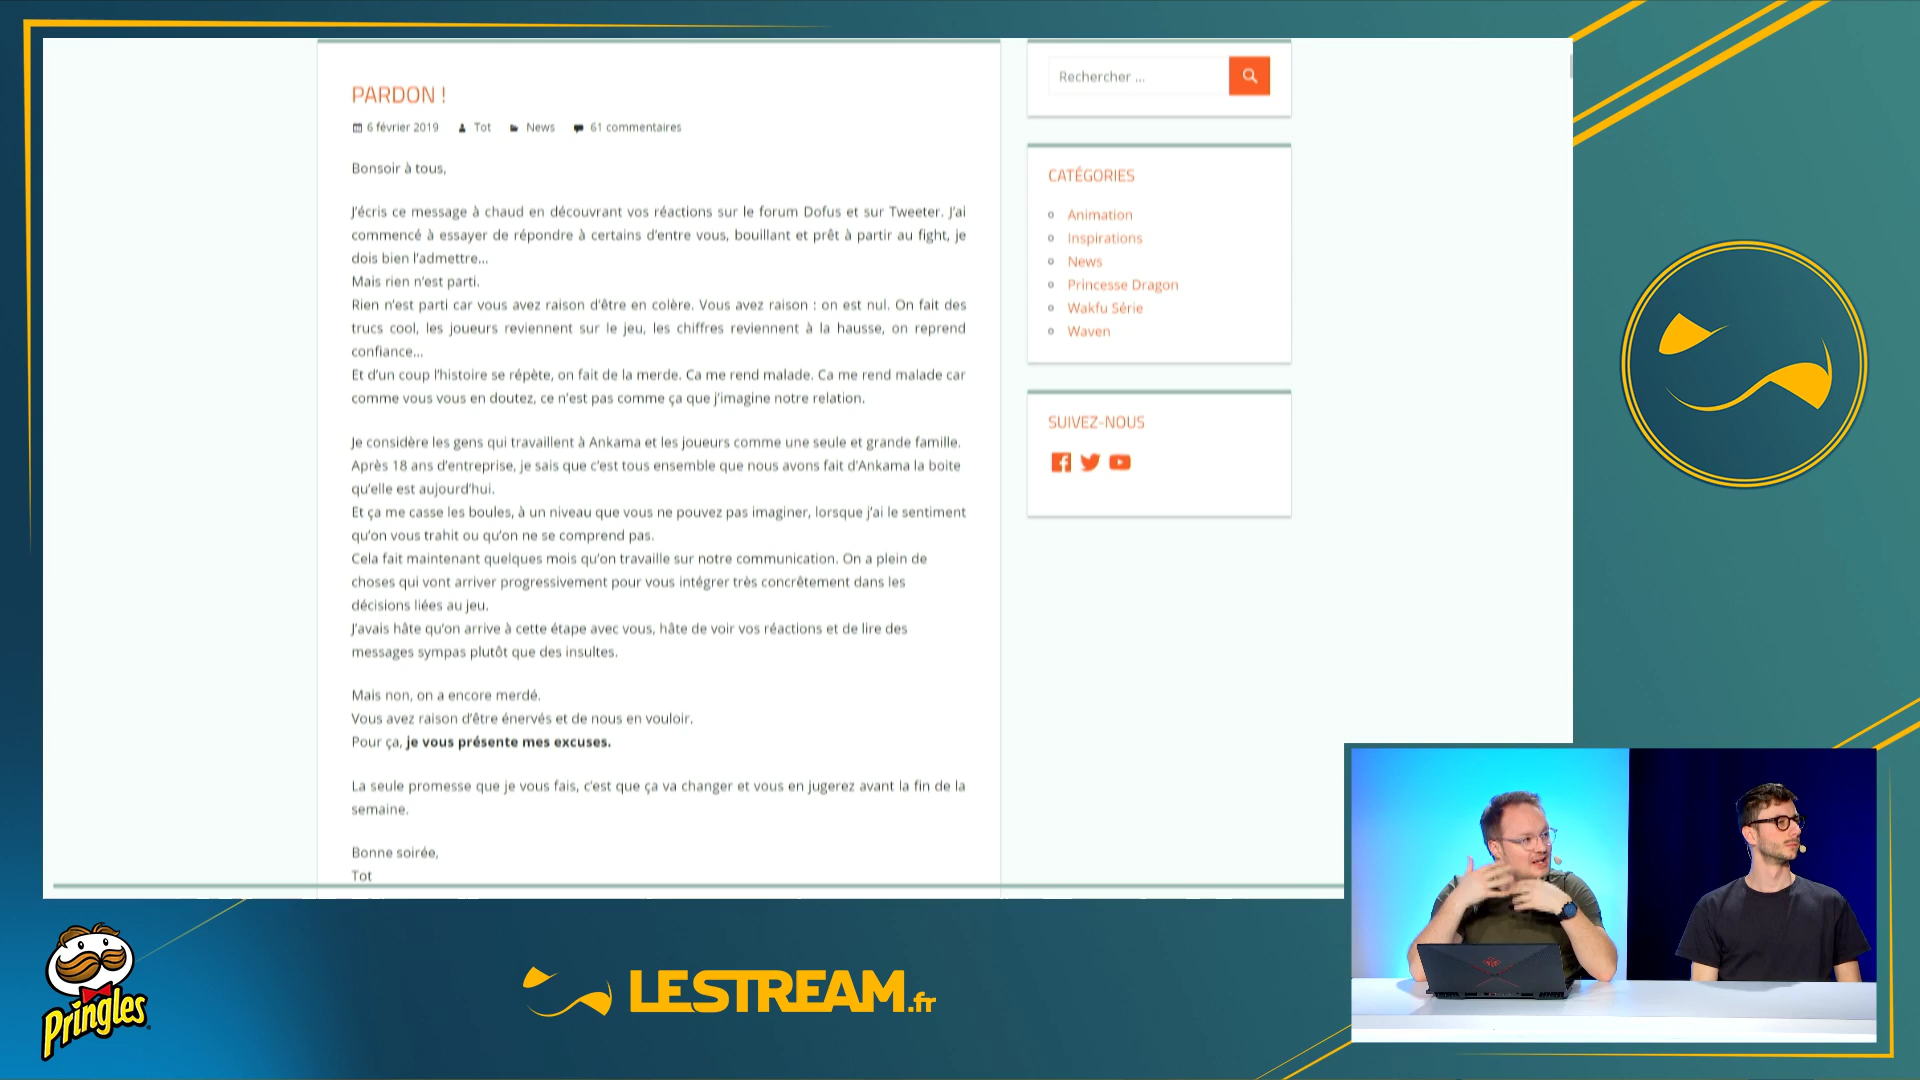 PARDON !
6 février 2019 Tot News 61 commentaires
Bonsoir à tous,
J'écris ce message à chaud en découvrant vos réactions sur le forum Dofus et sur Tweeter. J'ai
commencé à essayer de répondre à certains d'entre vous, bouillant et prêt à partir au fight, je
dois bien l'admettre...
Mais rien n'est parti.
Rien n'est parti car vous avez raison d'être en colère. Vous avez raison : on est nul. On fait des
trucs cool, les joueurs reviennent sur le jeu, les chiffres reviennent à la hausse, on reprend
confiance...
Et d'un coup l'histoire se répète, on fait de la merde. Ca me rend malade. Ca me rend malade car
comme vous vous en doutez, ce n'est pas comme ça que j'imagine notre relation.
Je considère les gens qui travaillent à Ankama et les joueurs comme une seule et grande famille.
Après 18 ans d'entreprise, je sais que c'est tous ensemble que nous avons fait d'Ankama la boite
qu'elle est aujourd'hui.
Et ça me casse les boules, à un niveau que vous ne pouvez pas imaginer, lorsque j'ai le sentiment
qu'on vous trahit ou qu'on ne se comprend pas.
Cela fait maintenant quelques mois qu'on travaille sur notre communication. On a plein de
choses qui vont arriver progressivement pour vous intégrer très concrêtement dans les
décisions liées au jeu.
J'avais hâte qu'on arrive à cette étape avec vous, hâte de voir vos réactions et de lire des
messages sympas plutôt que des insultes.
Mais non, on a encore merdé.
Vous avez raison d'être énervés et de nous en vouloir.
Pour ça, je vous présente mes excuses.
La seule promesse que je vous fais, c'est que ça va changer et vous en jugerez avant la fin de la
semaine.
Bonne soirée,
Tot
Rechercher ...
CATÉGORIES
Animation
Inspirations
News
Princesse Dragon
Wakfu Série
Waven
SUIVEZ-NOUS
Pringles
LESTREAM.fr